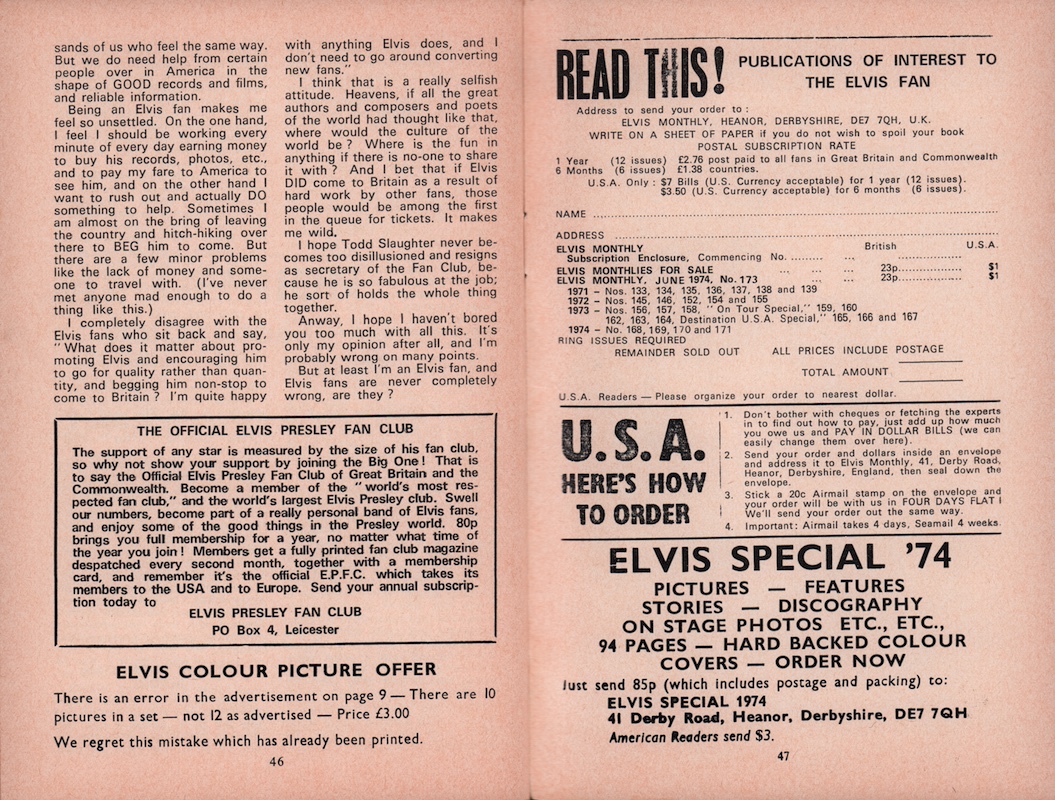 sands of us who feel the same way.
But we do need help from certain
people over in America in the
shape of GOOD records and films,
and reliable information.
Being an Elvis fan makes me
feel so unsettled. On the one hand,
I feel I should be working every
minute of every day earning money
to buy his records, photos, etc.,
and to pay my fare to America to
see him, and on the other hand I
want to rush out and actually DO
something to help. Sometimes I
am almost on the bring of leaving
the country and hitch-hiking over
there to BEG him to come. But
there are a few minor problems
like the lack of money and some-
one to travel with. (I've never
met anyone mad enough to do a
thing like this.)
I completely disagree with the
Elvis fans who sit back and say,
"What does it matter about pro-
moting Elvis and encouraging him
to go for quality rather than quan-
tity, and begging him non-stop to
come to Britain? I'm quite happy
with anything Elvis does, and I
don't need to go around converting
new fans."
I think that is a really selfish
attitude. Heavens, if all the great
authors and composers and poets
of the world had thought like that,
where would the culture of the
world be? Where is the fun in
anything if there is no-one to share
it with? And I bet that if Elvis
DID come to Britain as a result of
hard work by other fans, those
people would be among the first
in the queue for tickets. It makes
me wild.
I hope Todd Slaughter never be-
comes too disillusioned and resigns
as secretary of the Fan Club, be-
cause he is so fabulous at the job;
he sort of holds the whole thing
together.
Anway, I hope I haven't bored
you too much with all this. It's
only my opinion after all, and I'm
probably wrong on many points.
But at least I'm an Elvis fan, and
Elvis fans are never completely
wrong, are they?
THE OFFICIAL ELVIS PRESLEY FAN CLUB
The support of any star is measured by the size of his fan club,
so why not show your support by joining the Big One! That is
to say the Official Elvis Presley Fan Club of Great Britain and the
Commonwealth. Become a member of the "world's most res-
pected fan club," and the world's largest Elvis Presley club. Swell
our numbers, become part of a really personal band of Elvis fans,
and enjoy some of the good things in the Presley world. 80p
brings you full membership for a year, no matter what time of
the year you join! Members get a fully printed fan club magazine
despatched every second month, together with a membership
card, and remember it's the official E.P.F.C. which takes its
members to the USA and to Europe. Send your annual subscrip-
tion today to
ELVIS PRESLEY FAN CLUB
PO Box 4, Leicester
ELVIS COLOUR PICTURE OFFER
There is an error in the advertisement on page 9 — There are 10
pictures in a set — not 12 as advertised — Price £3.00
We regret this mistake which has already been printed.
46
READ THIS! PUBLICATIONS OF INTEREST TO
THE ELVIS FAN
Address to send your order to:
ELVIS MONTHLY, HEANOR, DERBYSHIRE, DE7 7QH, U.K.
WRITE ON A SHEET OF PAPER if you do not wish to spoil your book
POSTAL SUBSCRIPTION RATE
1 Year (12 issues) £2.76 post paid to all fans in Great Britain and Commonwealth
6 Months (6 issues) £1.38 countries.
U.S.A. Only: $7 Bills (U.S. Currency acceptable) for 1 year (12 issues).
$3.50 (U.S. Currency acceptable) for 6 months (6 issues).
NAME ....................
ADDRESS ....................
ELVIS MONTHLY British U.S.A.
Subscription Enclosure, Commencing No. ......... ... ....................
ELVIS MONTHLIES FOR SALE ... ... ... 23p.................... $1
ELVIS MONTHLY, JUNE 1974, No. 173 ... ... 23p.................... $1
1971 – Nos. 133, 134, 135, 136, 137, 138 and 139
1972 – Nos. 145, 146, 152, 154 and 155
1973 – Nos. 156, 157, 158, "On Tour Special," 159, 160
162, 163, 164, Destination U.S.A. Special," 165, 166 and 167
1974 – No. 168, 169, 170 and 171
RING ISSUES REQUIRED
REMAINDER SOLD OUT ALL PRICES INCLUDE POSTAGE
TOTAL AMOUNT
U.S.A. Readers — Please organize your order to nearest dollar.
U.S.A.
HERE'S HOW
TO ORDER
1. Don't bother with cheques or fetching the experts
in to find out how to pay, just add up how much
you owe us and PAY IN DOLLAR BILLS (we can
easily change them over here).
2. Send your order and dollars inside an envelope
and address it to Elvis Monthly, 41, Derby Road,
Heanor, Derbyshire, England, then seal down the
envelope.
3. Stick a 20c Airmail stamp on the envelope and
your order will be with us in FOUR DAYS FLAT!
We'll send your order out the same way.
4. Important: Airmail takes 4 days, Seamail 4 weeks.
ELVIS SPECIAL '74
PICTURES — FEATURES
STORIES — DISCOGRAPHY
ON STAGE PHOTOS ETC., ETC.,
94 PAGES — HARD BACKED COLOUR
COVERS — ORDER NOW
Just send 85p (which includes postage and packing) to:
ELVIS SPECIAL 1974
41 Derby Road, Heanor, Derbyshire, DE7 7QH
American Readers send $3.
47